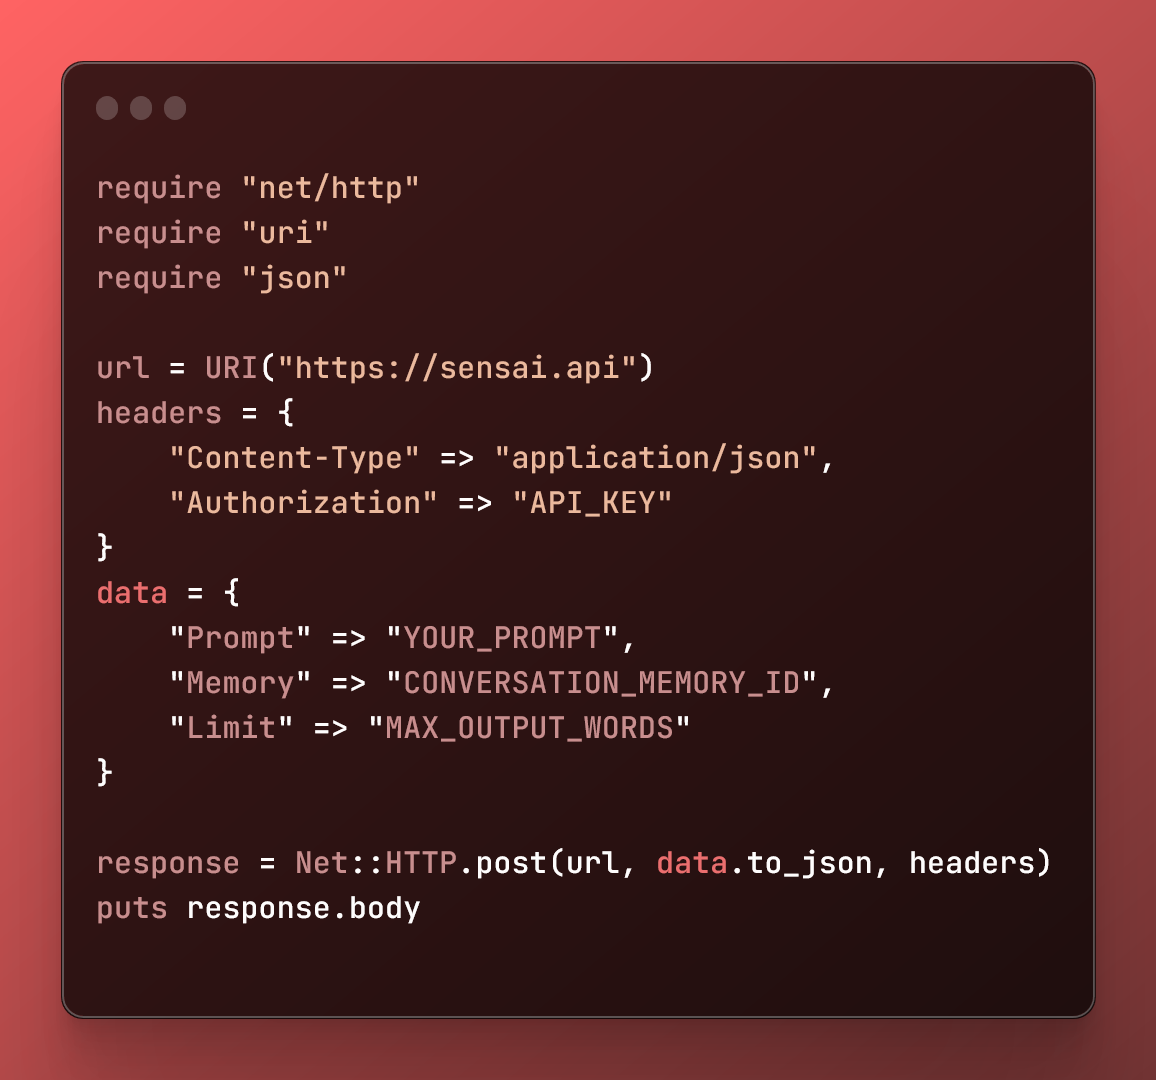 require "net/http"
require "uri"
require "json"

url = URI("https://sensai.api")
headers = {
    "Content-Type" => "application/json",
    "Authorization" => "API_KEY"
}
data = {
    "Prompt" => "YOUR_PROMPT",
    "Memory" => "CONVERSATION_MEMORY_ID",
    "Limit" => "MAX_OUTPUT_WORDS"
}

response = Net::HTTP.post(url, data.to_json, headers)
puts response.body